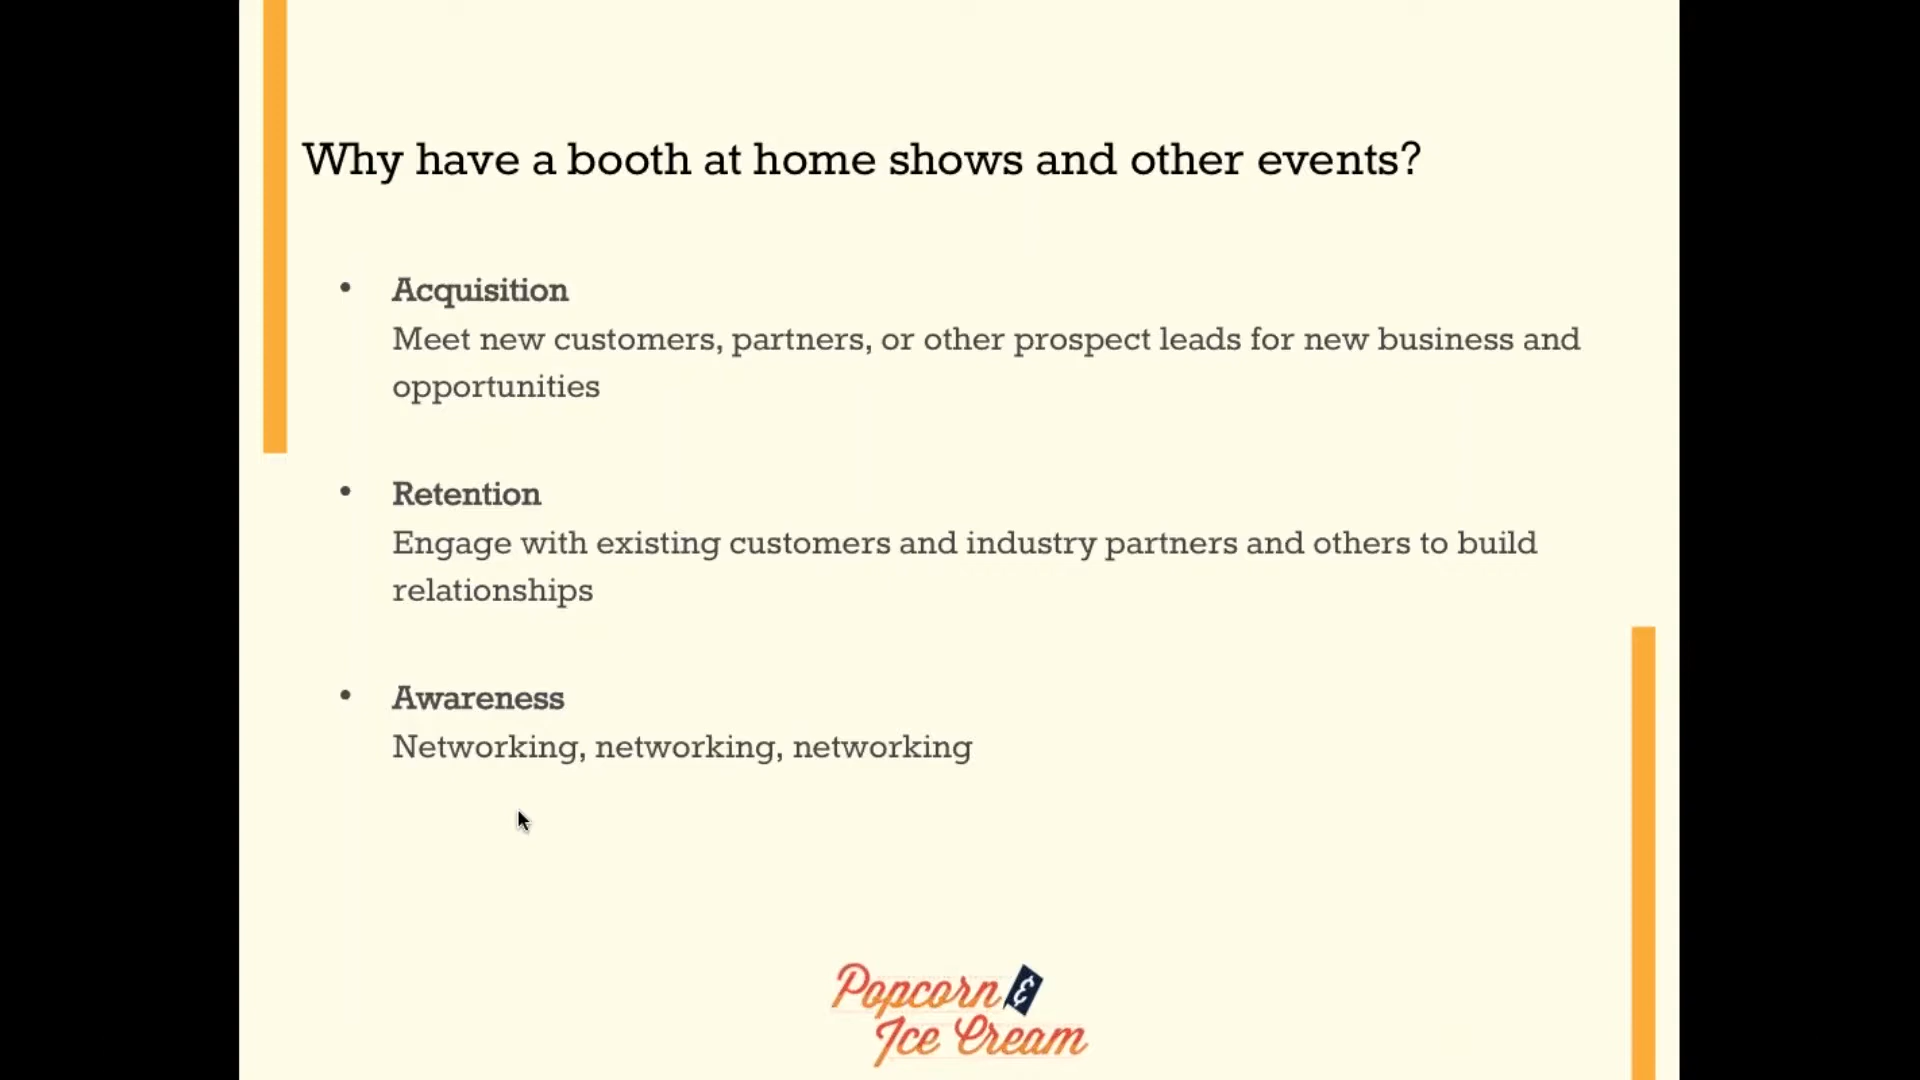 Why have a booth at home shows and other events?
• Acquisition
Meet new customers, partners, or other prospect leads for new business and
opportunities
• Retention
Engage with existing customers and industry partners and others to build
relationships
• Awareness
Networking, networking, networking
Popcorn &
Ice Cream